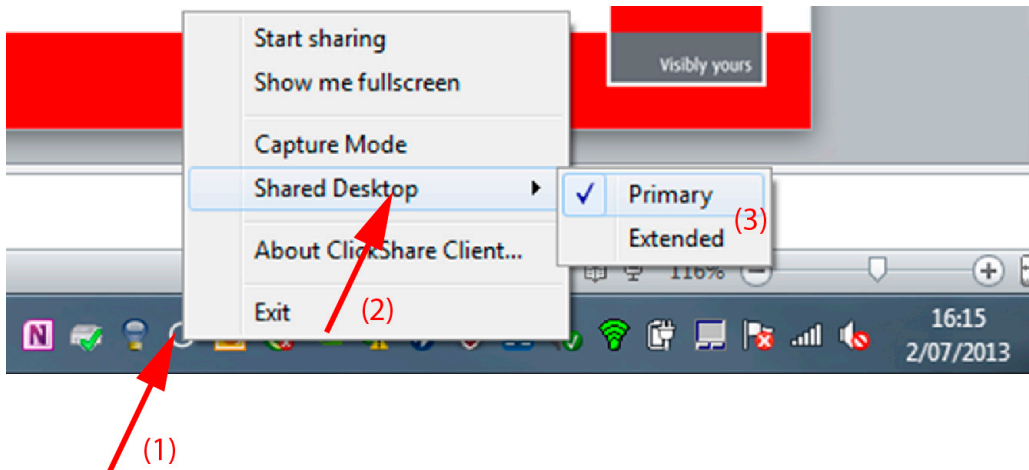 Visibly yours
Start sharing
Show me fullscreen
Capture Mode
Shared Desktop
Primary
(3)
Extended
About ClickShare Client...
116%
Exit
(2)
N
16:15
2/07/2013
(1)